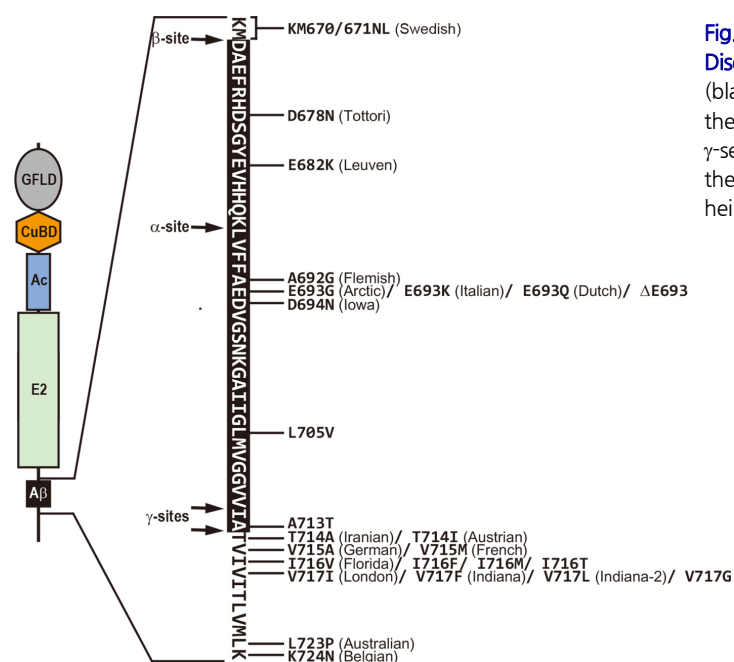 Fig.
Disc
(bla
the
γ-se
the
hei
KM670/671NL (Swedish)
β-site
D678N (Tottori)
E682K (Leuven)
α-site
A692G (Flemish)
E693G (Arctic)/ E693K (Italian)/ E693Q (Dutch)/ ΔE693
D694N (Iowa)
L705V
γ-sites
A713T
T714A (Iranian)/ T714I (Austrian)
V715A (German)/ V715M (French)
I716V (Florida)/ I716F/ I716M/ I716T
V717I (London)/ V717F (Indiana)/ V717L (Indiana-2)/ V717G
L723P (Australian)
K724N (Belgian)
KMDAEFRHDSGYEVHHQKLVFFAEDVGSNKGAIIGLMVGGVVIATVIVITLVMLK
GFLD
CuBD
Ac
E2
Aβ